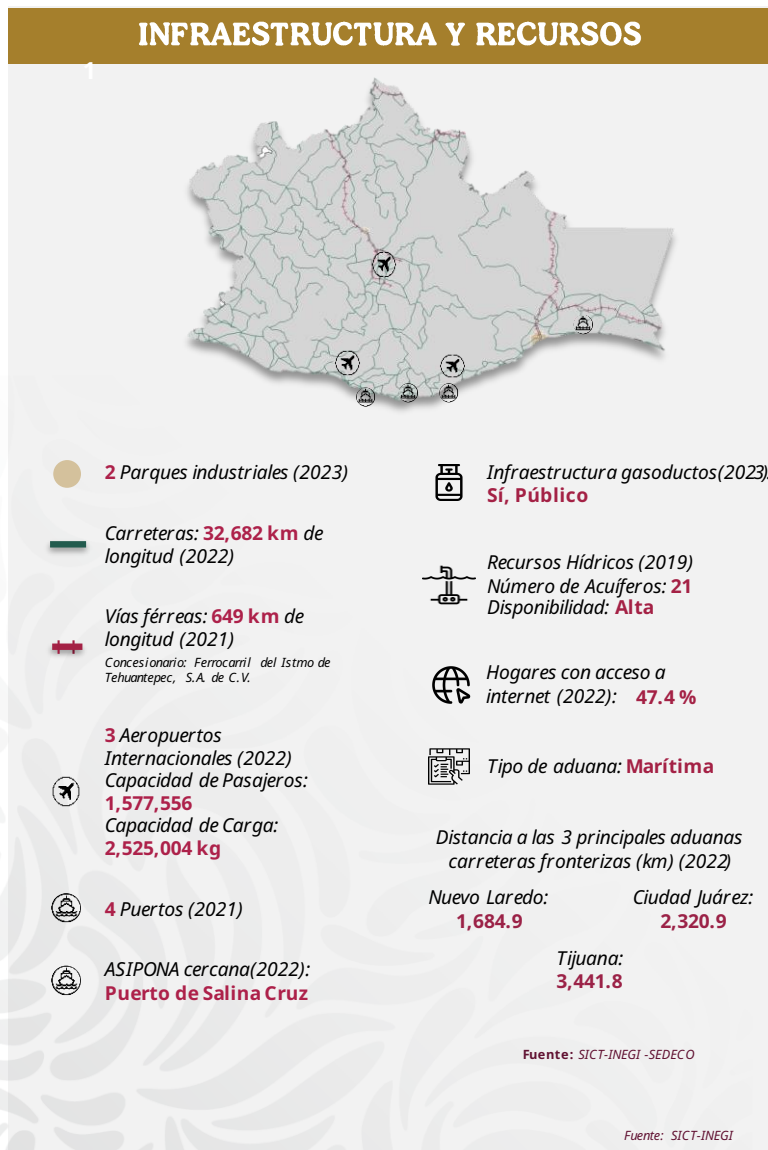 INFRAESTRUCTURA Y RECURSOS
1
2 Parques industriales (2023)
Carreteras: 32,682 km de
longitud (2022)
Vías férreas: 649 km de
longitud (2021)
Concesionario: Ferrocarril del Istmo de
Tehuantepec, S.A. de C.V.
3 Aeropuertos
Internacionales (2022)
Capacidad de Pasajeros:
1,577,556
Capacidad de Carga:
2,525,004 kg
4 Puertos (2021)
ASIPONA cercana(2022):
Puerto de Salina Cruz
Infraestructura gasoductos(2023):
Sí, Público
Recursos Hídricos (2019)
Número de Acuíferos: 21
Disponibilidad: Alta
Hogares con acceso a
internet (2022): 47.4 %
Tipo de aduana: Marítima
Distancia a las 3 principales aduanas
carreteras fronterizas (km) (2022)
Nuevo Laredo: Ciudad Juárez:
1,684.9 2,320.9
Tijuana:
3,441.8
Fuente: SICT-INEGI -SEDECO
Fuente: SICT-INEGI